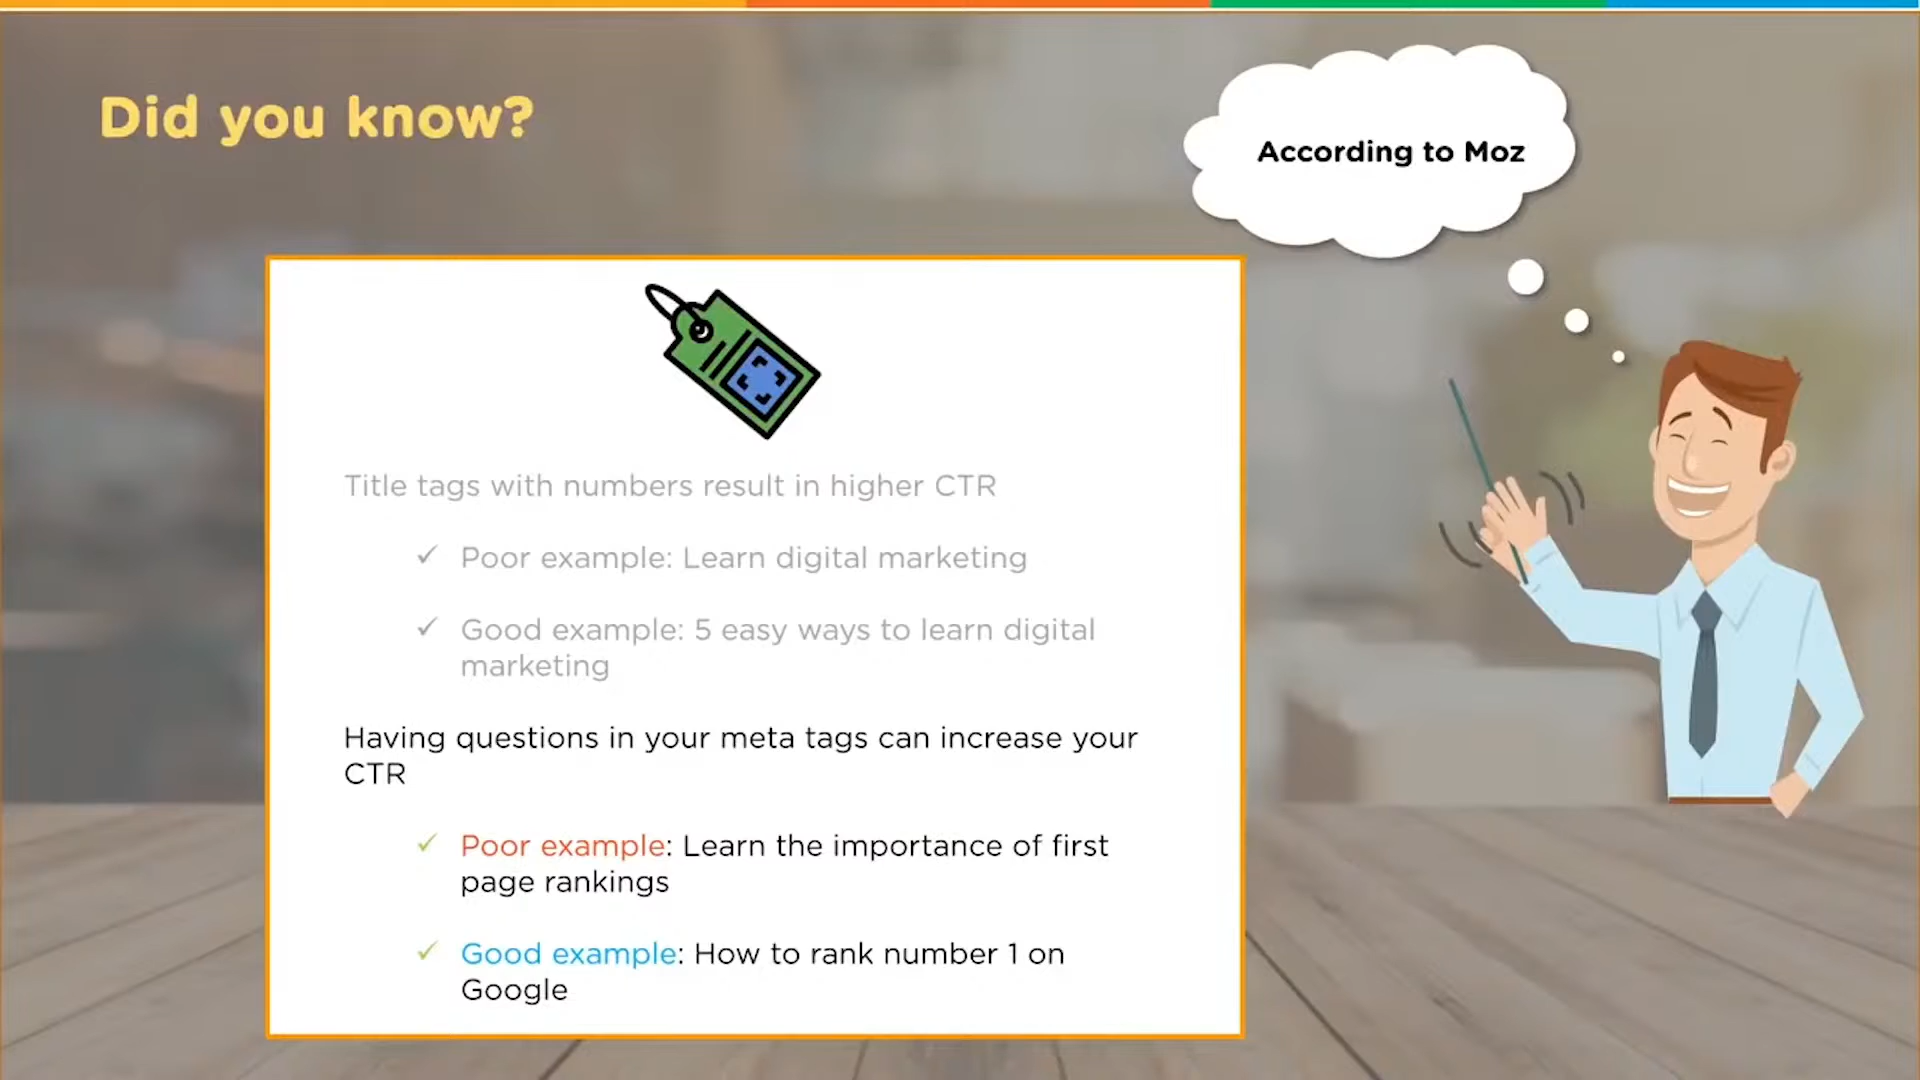 Did you know?
According to Moz
Title tags with numbers result in higher CTR
✓ Poor example: Learn digital marketing
✓ Good example: 5 easy ways to learn digital
marketing
Having questions in your meta tags can increase your
CTR
✓ Poor example: Learn the importance of first
page rankings
✓ Good example: How to rank number 1 on
Google